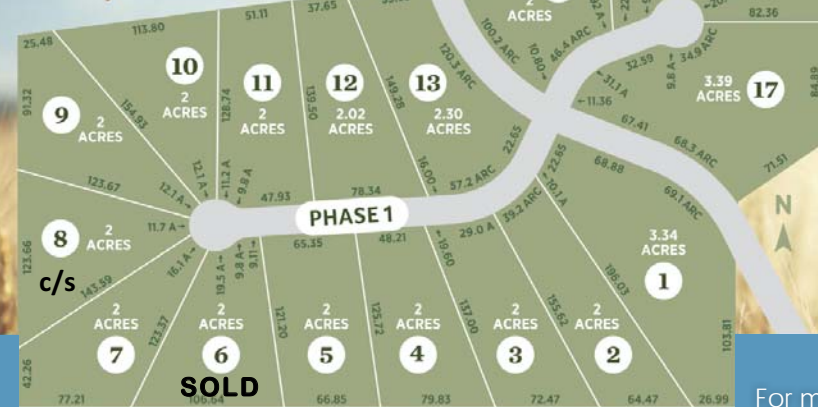 2
ACRES
46.4 ARC
82.36
37.65
51.11
113.80
25.48
100.2 ARC
120.3 ARC
10.80
32.59
34.9 ARC
9.8 A
31.1 A
11.36
10
2
ACRES
11
2
ACRES
12
2.02
ACRES
13
2.30
ACRES
3.39
ACRES
17
84.89
91.32
9
2
ACRES
154.93
128.74
139.50
149.28
67.41
68.3 ARC
71.51
22.65
22.65
68.88
69.1 ARC
123.67
12.1 A
12.1 A
11.2 A
9.8 A
47.93
78.34
16.00
57.2 ARC
PHASE 1
39.2 ARC
29.0 A
N
8
2
ACRES
11.7 A
123.66
c/s
143.59
16.1 A
19.5 A
9.8 A
9.11
65.35
48.21
19.60
3.34
ACRES
1
196.03
103.81
2
ACRES
7
123.37
2
ACRES
6
SOLD
121.20
2
ACRES
5
125.72
2
ACRES
4
137.00
2
ACRES
3
155.62
2
ACRES
2
42.26
77.21
106.64
66.85
79.83
72.47
64.47
26.99
For m